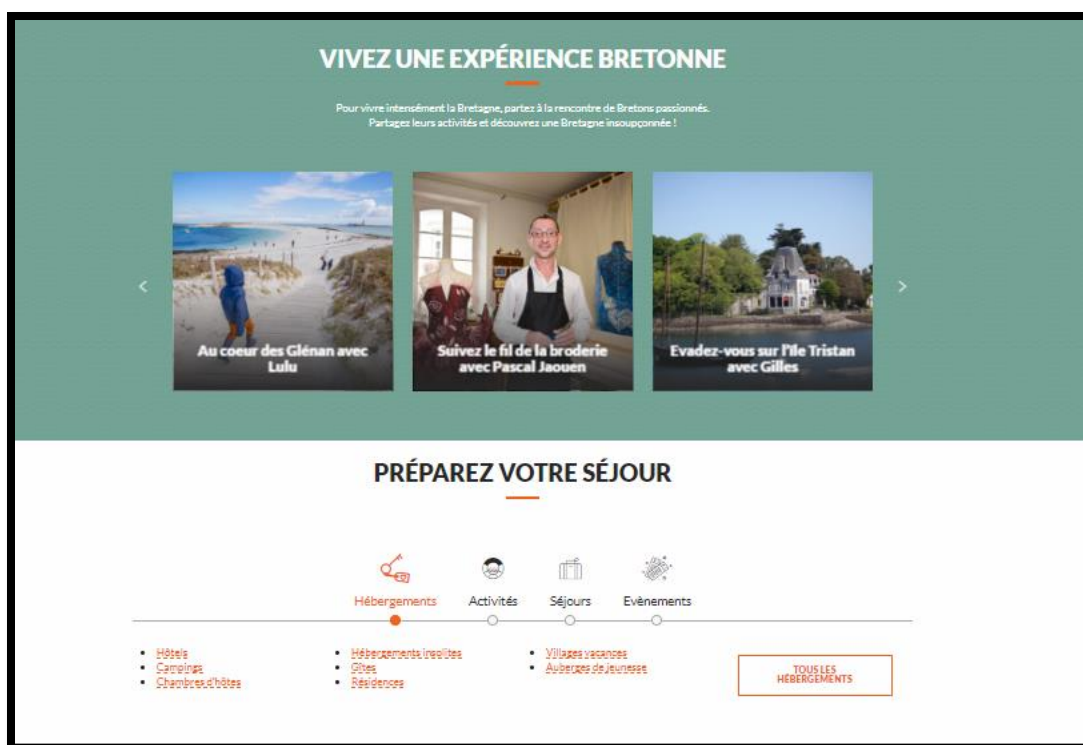 VIVEZ UNE EXPÉRIENCE BRETONNE
Pour vivre intensément la Bretagne, partez à la rencontre de Bretons passionnés.
Partagez leurs activités et découvrez une Bretagne insoupçonnée !
Au coeur des Glénan avec
Lulu
Suivez le fil de la broderie
avec Pascal Jaouen
Evadez-vous sur l'île Tristan
avec Gilles
PRÉPAREZ VOTRE SÉJOUR
Hébergements
Activités
Séjours
Evènements
Hôtels
Campings
Chambres d'hôtes
Hébergements insolites
Gîtes
Résidences
Villages vacances
Auberges de jeunesse
TOUS LES
HÉBERGEMENTS